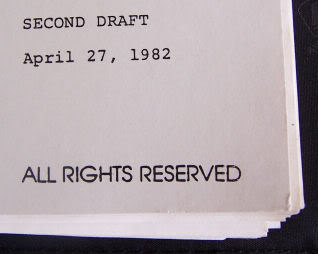 SECOND DRAFT
April 27, 1982
ALL RIGHTS RESERVED